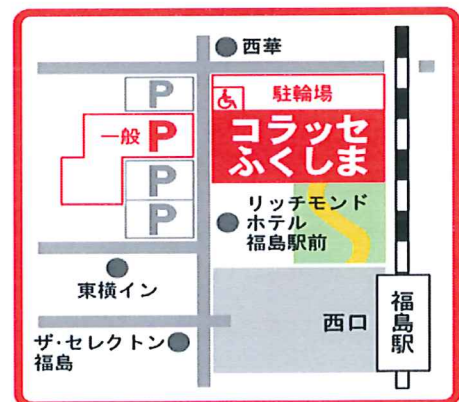 西華
P
駐輪場
一般 P
コラッセ
ふくしま
P
P
リッチモンド
ホテル
福島駅前
東横イン
西口
福島駅
ザ・セレクトン
福島